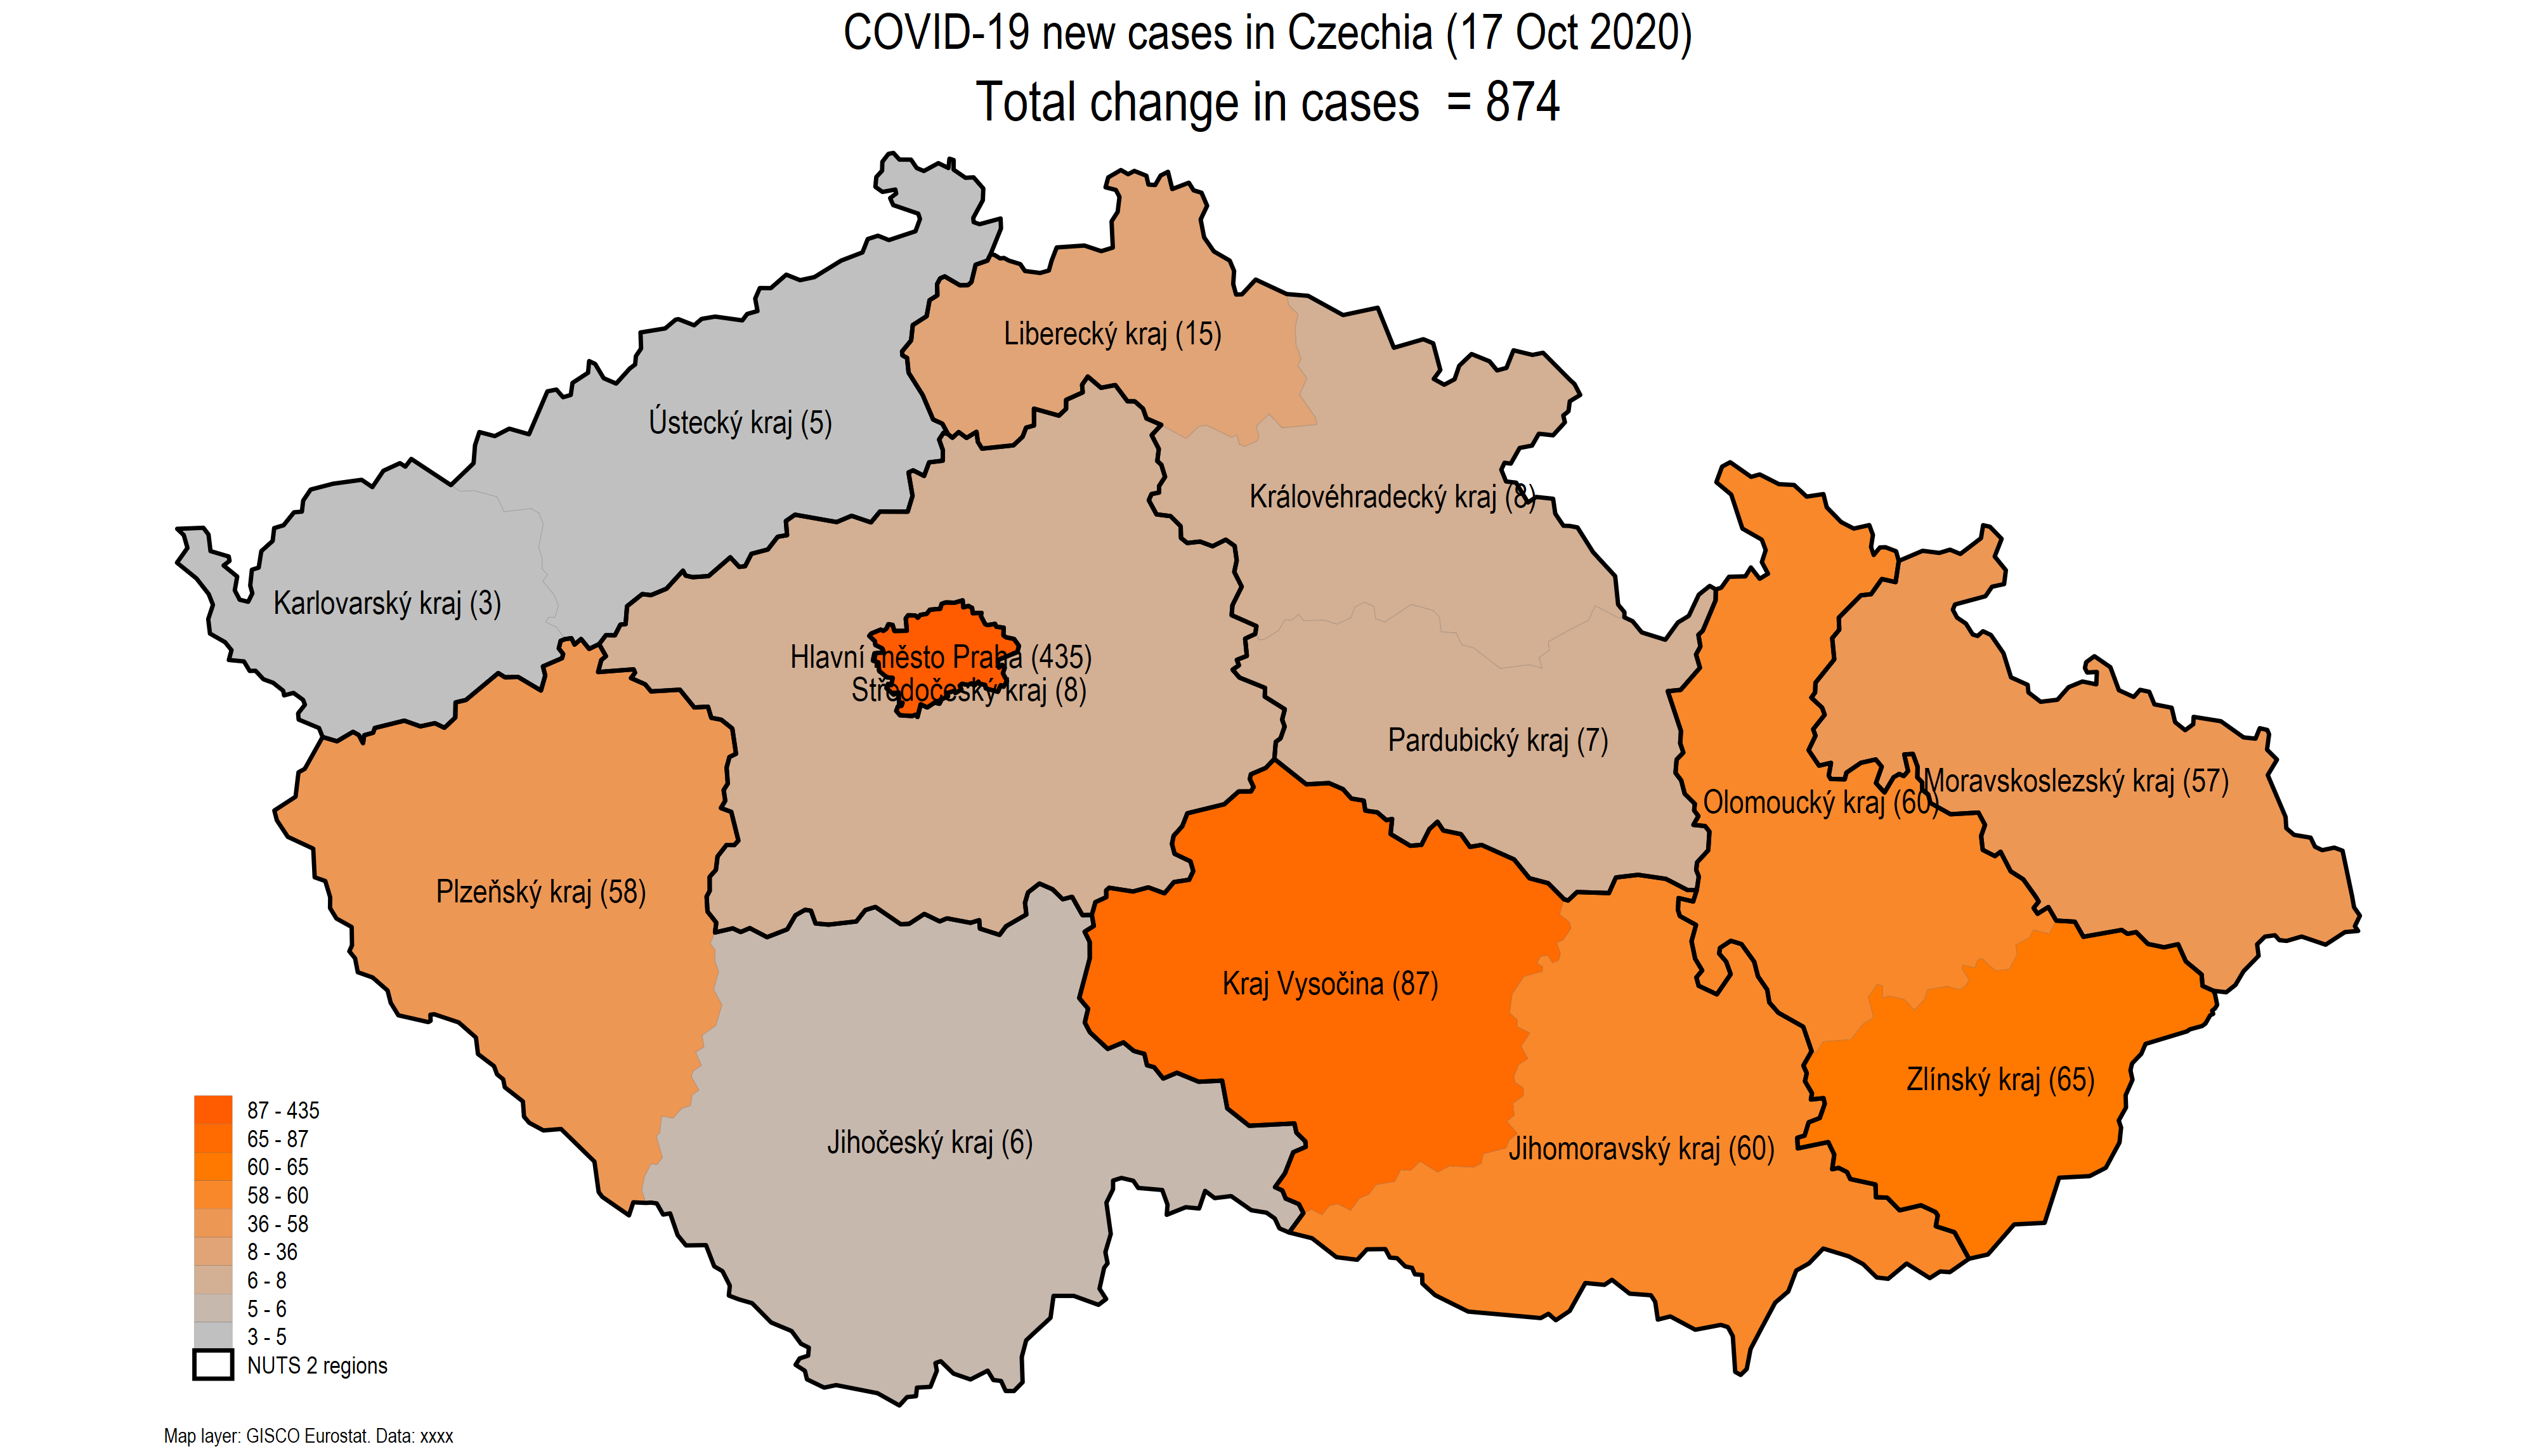 COVID-19 new cases in Czechia (17 Oct 2020)
Total change in cases = 874
Liberecký kraj (15)
Ústecký kraj (5)
Královéhradecký kraj (8)
Karlovarský kraj (3)
Hlavní město Praha (435)
Středočeský kraj (8)
Pardubický kraj (7)
Moravskoslezský kraj (57)
Olomoucký kraj (60)
Plzeňský kraj (58)
Kraj Vysočina (87)
Zlínský kraj (65)
Jihočeský kraj (6)
Jihomoravský kraj (60)
87 - 435
65 - 87
60 - 65
58 - 60
36 - 58
8 - 36
6 - 8
5 - 6
3 - 5
NUTS 2 regions
Map layer: GISCO Eurostat. Data: xxxx